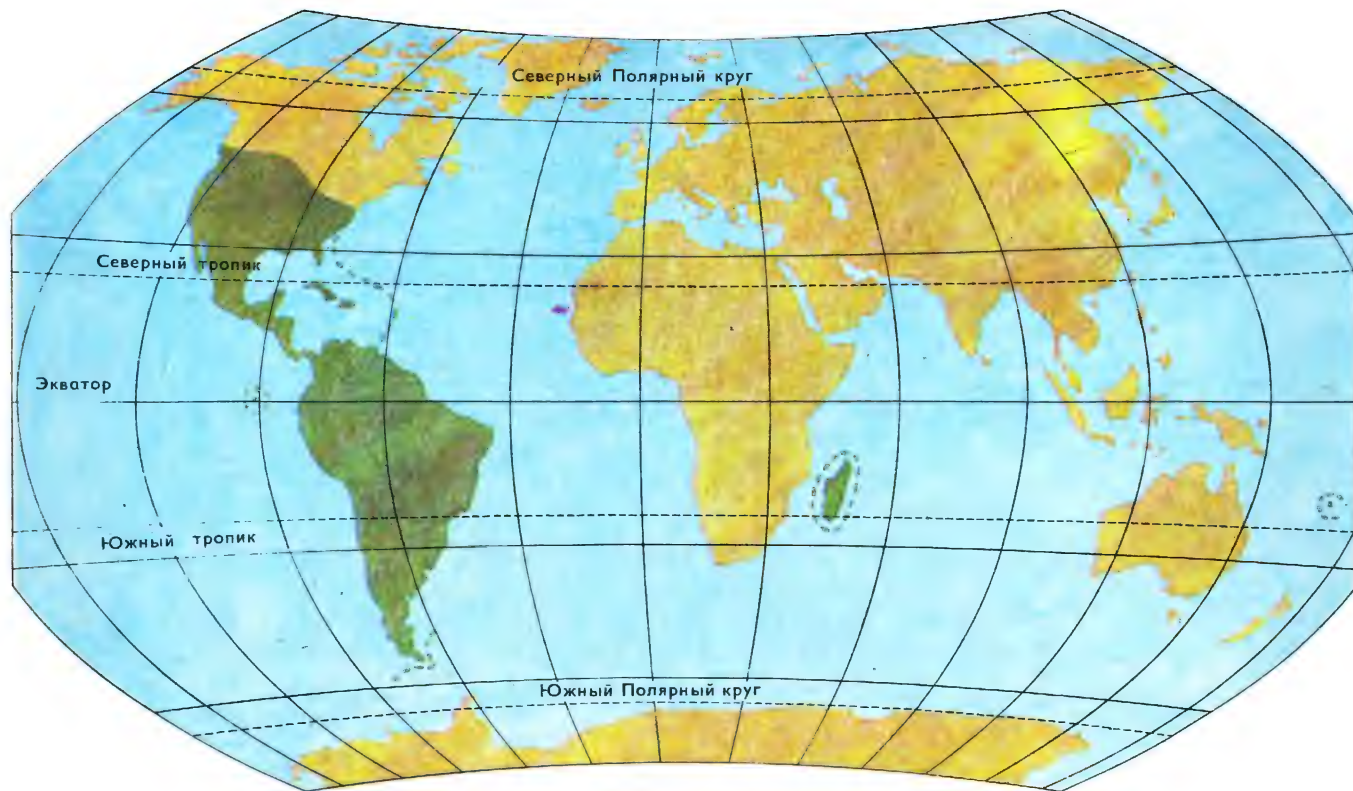 Северный Полярный круг
Северный тропик
Экватор
Южный тропик
Южный Полярный круг